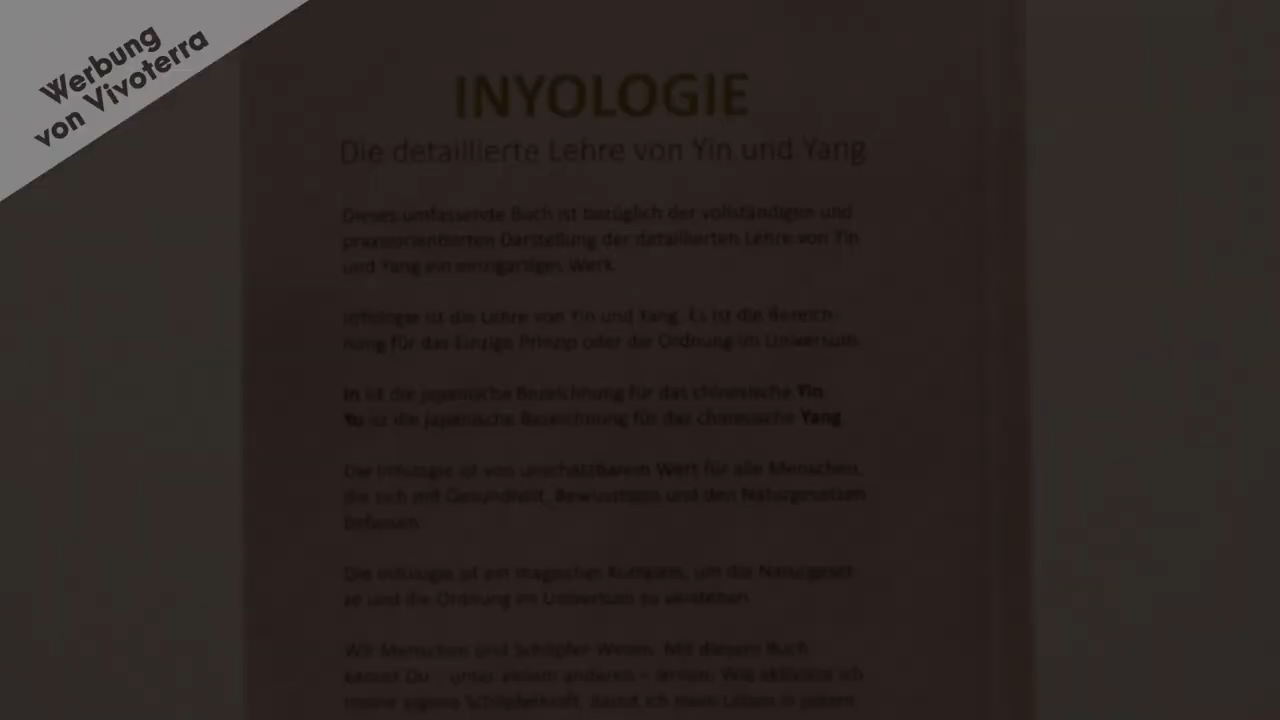 Werbung
von Vivoterra
INYOLOGIE
Die detaillierte Lehre von Yin und Yang
Dieses umfassende Buch ist bezüglich der vollständigen und
praxisorientierten Darstellung der detaillierten Lehre von Yin
und Yang ein einzigartiges Werk.
InYologie ist die Lehre von Yin und Yang. Es ist die Bezeich-
nung für das Einzige Prinzip oder die Ordnung im Universum.
In ist die japanische Bezeichnung für das chinesische Yin.
Yo ist die japanische Bezeichnung für das chinesische Yang.
Die InYologie ist von unschätzbarem Wert für alle Menschen,
die sich mit Gesundheit, Bewusstsein und den Naturgesetzen
befassen.
Die InYologie ist ein magischer Kompass, um die Naturgeset-
ze und die Ordnung im Universum zu verstehen.
Wir Menschen sind Schöpfer-Wesen. Mit diesem Buch
kannst Du – unter vielem anderen – lernen: Wie aktiviere ich
meine eigene Schöpferkraft, damit ich mein Leben in